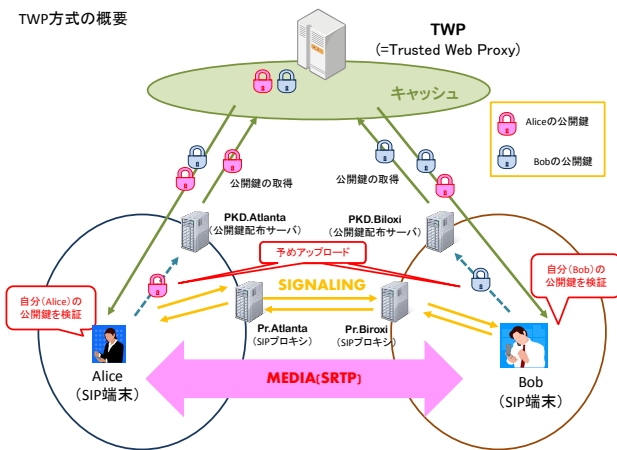 TWP方式の概要
TWP
(=Trusted Web Proxy)
キャッシュ
Aliceの公開鍵
Bobの公開鍵
公開鍵の取得
公開鍵の取得
PKD.Atlanta
(公開鍵配布サーバ)
PKD.Biloxi
(公開鍵配布サーバ)
予めアップロード
自分(Alice)の
公開鍵を検証
自分(Bob)の
公開鍵を検証
SIGNALING
Pr.Atlanta
(SIPプロキシ)
Pr.Biroxi
(SIPプロキシ)
MEDIA(SRTP)
Alice
(SIP端末)
Bob
(SIP端末)